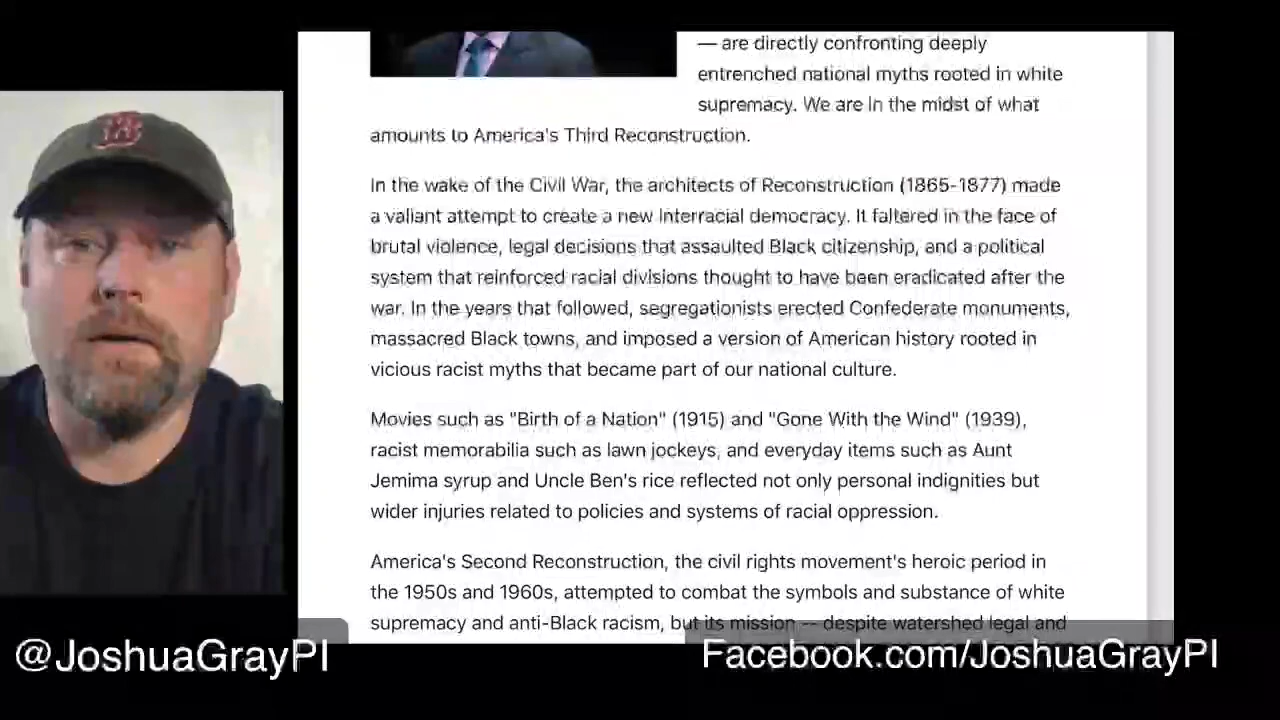 — are directly confronting deeply
entrenched national myths rooted in white
supremacy. We are in the midst of what
amounts to America's Third Reconstruction.
In the wake of the Civil War, the architects of Reconstruction (1865-1877) made
a valiant attempt to create a new interracial democracy. It faltered in the face of
brutal violence, legal decisions that assaulted Black citizenship, and a political
system that reinforced racial divisions thought to have been eradicated after the
war. In the years that followed, segregationists erected Confederate monuments,
massacred Black towns, and imposed a version of American history rooted in
vicious racist myths that became part of our national culture.
Movies such as "Birth of a Nation" (1915) and "Gone With the Wind" (1939),
racist memorabilia such as lawn jockeys, and everyday items such as Aunt
Jemima syrup and Uncle Ben's rice reflected not only personal indignities but
wider injuries related to policies and systems of racial oppression.
America's Second Reconstruction, the civil rights movement's heroic period in
the 1950s and 1960s, attempted to combat the symbols and substance of white
supremacy and anti-Black racism, but its mission -- despite watershed legal and
@JoshuaGrayPI
Facebook.com/JoshuaGrayPI
B